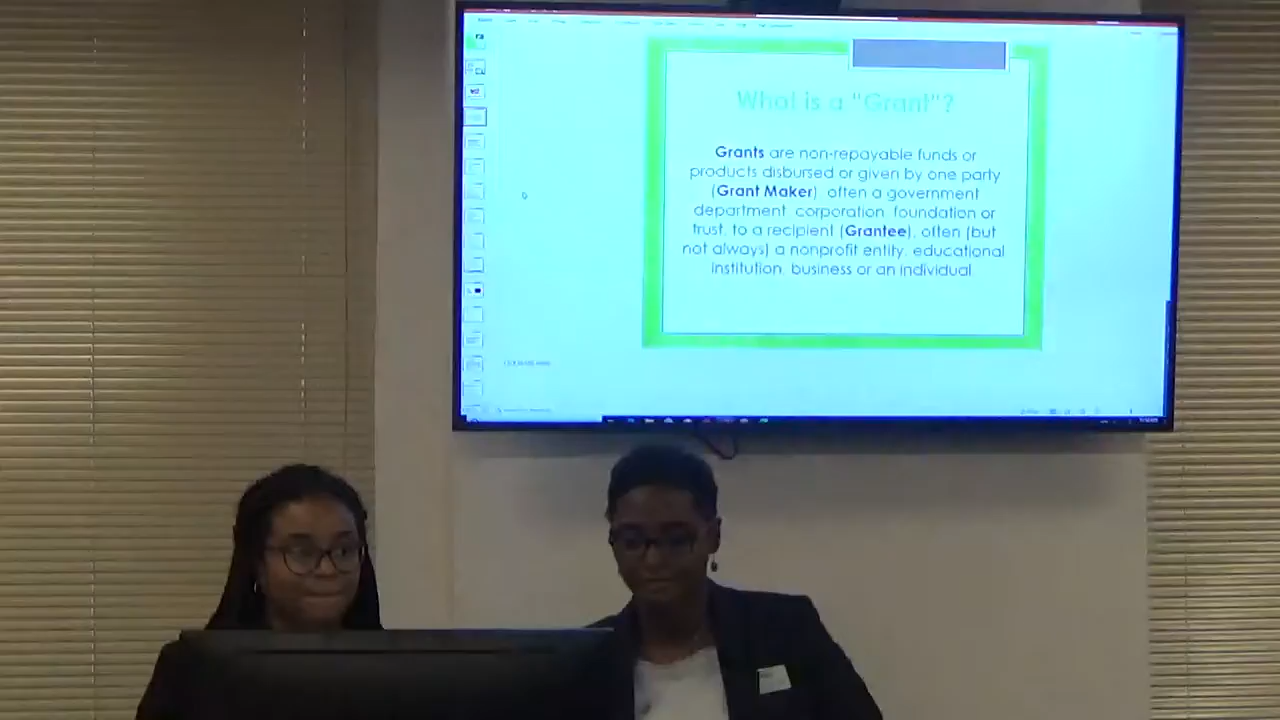 What is a "Grant"?
Grants are non-repayable funds or
products disbursed or given by one party
(Grant Maker) often a government
department corporation foundation or
trust, to a recipient (Grantee), often (but
not always) a nonprofit entity, educational
institution, business or an individual